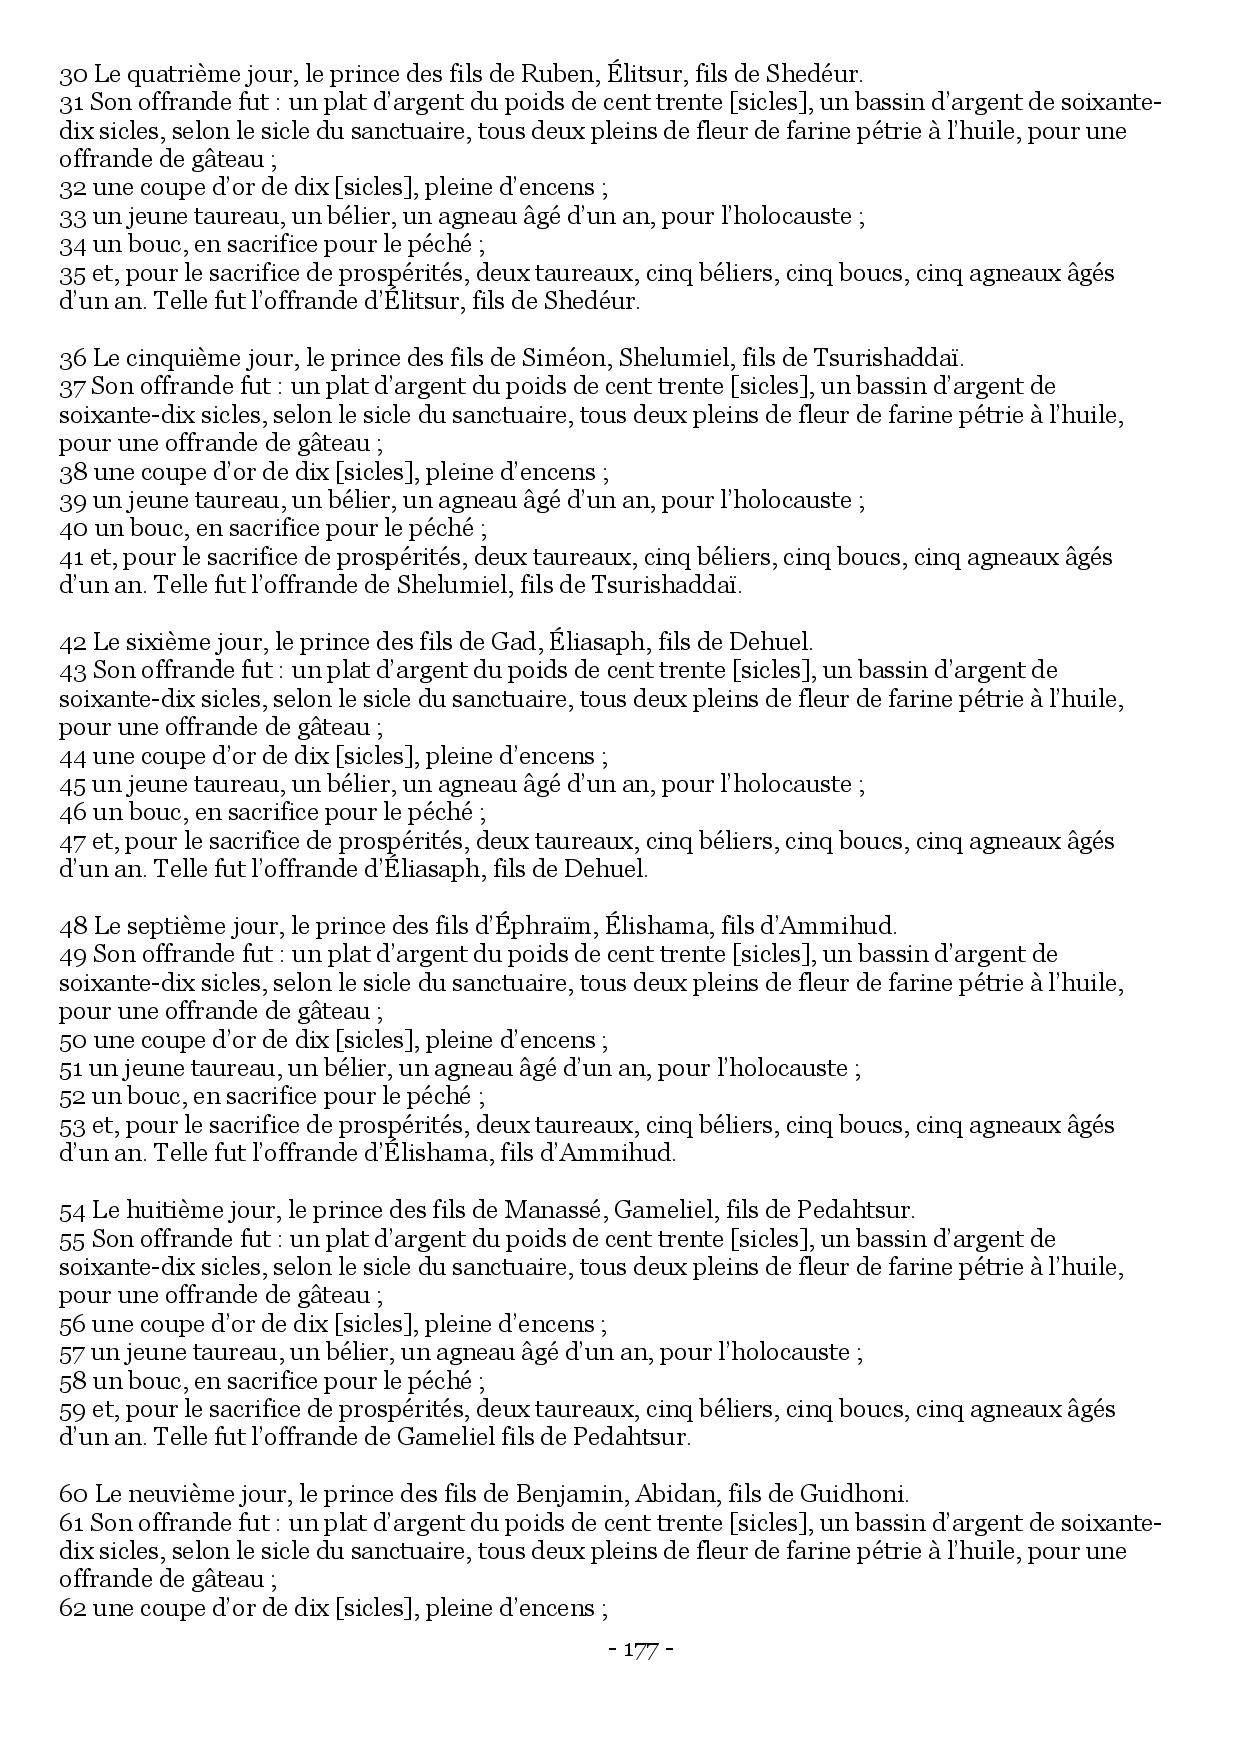 30 Le quatrième jour, le prince des fils de Ruben, Élitsur, fils de Shedéur.
31 Son offrande fut : un plat d’argent du poids de cent trente [sicles], un bassin d’argent de soixante-
dix sicles, selon le sicle du sanctuaire, tous deux pleins de fleur de farine pétrie à l’huile, pour une
offrande de gâteau ;
32 une coupe d’or de dix [sicles], pleine d’encens ;
33 un jeune taureau, un bélier, un agneau âgé d’un an, pour l’holocauste ;
34 un bouc, en sacrifice pour le péché ;
35 et, pour le sacrifice de prospérités, deux taureaux, cinq béliers, cinq boucs, cinq agneaux âgés
d’un an. Telle fut l’offrande d’Élitsur, fils de Shedéur.
36 Le cinquième jour, le prince des fils de Siméon, Shelumiel, fils de Tsurishaddaï.
37 Son offrande fut : un plat d’argent du poids de cent trente [sicles], un bassin d’argent de
soixante-dix sicles, selon le sicle du sanctuaire, tous deux pleins de fleur de farine pétrie à l’huile,
pour une offrande de gâteau ;
38 une coupe d’or de dix [sicles], pleine d’encens ;
39 un jeune taureau, un bélier, un agneau âgé d’un an, pour l’holocauste ;
40 un bouc, en sacrifice pour le péché ;
41 et, pour le sacrifice de prospérités, deux taureaux, cinq béliers, cinq boucs, cinq agneaux âgés
d’un an. Telle fut l’offrande de Shelumiel, fils de Tsurishaddaï.
42 Le sixième jour, le prince des fils de Gad, Éliasaph, fils de Dehuel.
43 Son offrande fut : un plat d’argent du poids de cent trente [sicles], un bassin d’argent de
soixante-dix sicles, selon le sicle du sanctuaire, tous deux pleins de fleur de farine pétrie à l’huile,
pour une offrande de gâteau ;
44 une coupe d’or de dix [sicles], pleine d’encens ;
45 un jeune taureau, un bélier, un agneau âgé d’un an, pour l’holocauste ;
46 un bouc, en sacrifice pour le péché ;
47 et, pour le sacrifice de prospérités, deux taureaux, cinq béliers, cinq boucs, cinq agneaux âgés
d’un an. Telle fut l’offrande d’Éliasaph, fils de Dehuel.
48 Le septième jour, le prince des fils d’Éphraïm, Élishama, fils d’Ammihud.
49 Son offrande fut : un plat d’argent du poids de cent trente [sicles], un bassin d’argent de
soixante-dix sicles, selon le sicle du sanctuaire, tous deux pleins de fleur de farine pétrie à l’huile,
pour une offrande de gâteau ;
50 une coupe d’or de dix [sicles], pleine d’encens ;
51 un jeune taureau, un bélier, un agneau âgé d’un an, pour l’holocauste ;
52 un bouc, en sacrifice pour le péché ;
53 et, pour le sacrifice de prospérités, deux taureaux, cinq béliers, cinq boucs, cinq agneaux âgés
d’un an. Telle fut l’offrande d’Élishama, fils d’Ammihud.
54 Le huitième jour, le prince des fils de Manassé, Gameliel, fils de Pedahtsur.
55 Son offrande fut : un plat d’argent du poids de cent trente [sicles], un bassin d’argent de
soixante-dix sicles, selon le sicle du sanctuaire, tous deux pleins de fleur de farine pétrie à l’huile,
pour une offrande de gâteau ;
56 une coupe d’or de dix [sicles], pleine d’encens ;
57 un jeune taureau, un bélier, un agneau âgé d’un an, pour l’holocauste ;
58 un bouc, en sacrifice pour le péché ;
59 et, pour le sacrifice de prospérités, deux taureaux, cinq béliers, cinq boucs, cinq agneaux âgés
d’un an. Telle fut l’offrande de Gameliel fils de Pedahtsur.
60 Le neuvième jour, le prince des fils de Benjamin, Abidan, fils de Guidhoni.
61 Son offrande fut : un plat d’argent du poids de cent trente [sicles], un bassin d’argent de soixante-
dix sicles, selon le sicle du sanctuaire, tous deux pleins de fleur de farine pétrie à l’huile, pour une
offrande de gâteau ;
62 une coupe d’or de dix [sicles], pleine d’encens ;
- 177 -